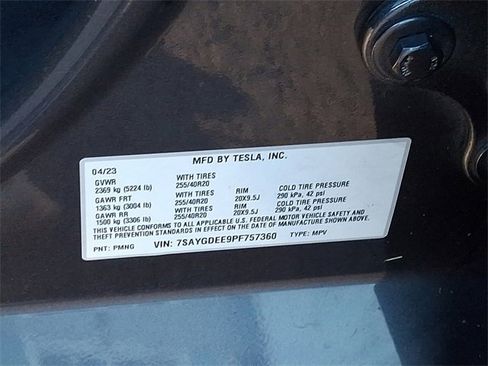 MFD BY TESLA, INC.
04/23
GVWR WITH TIRES RIM COLD TIRE PRESSURE
2369 kg (5224 lb) 255/40R20 20X9.5J 290 kPa, 42 psi
GAWR FRT WITH TIRES RIM COLD TIRE PRESSURE
1363 kg (3004 lb) 255/40R20 20X9.5J 290 kPa, 42 psi
GAWR RR WITH TIRES
1500 kg (3306 lb) 255/40R20
THIS VEHICLE CONFORMS TO ALL APPLICABLE U.S. FEDERAL MOTOR VEHICLE SAFETY AND
THEFT PREVENTION STANDARDS IN EFFECT ON THE DATE OF MANUFACTURE SHOWN ABOVE.
PNT: PMNG VIN: 7SAYGDEE9PF757360 TYPE: MPV